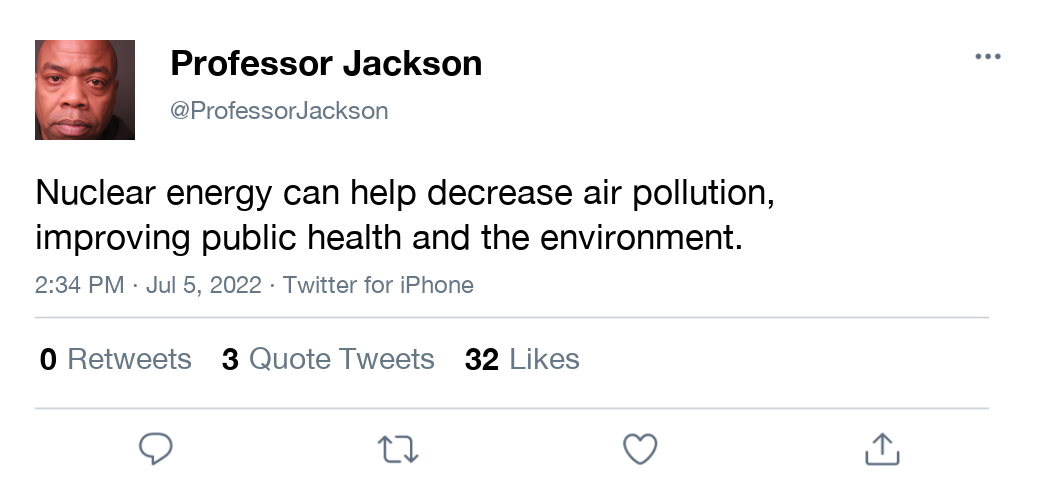 Professor Jackson
@ProfessorJackson
Nuclear energy can help decrease air pollution,
improving public health and the environment.
2:34 PM · Jul 5, 2022 · Twitter for iPhone
0 Retweets 3 Quote Tweets 32 Likes